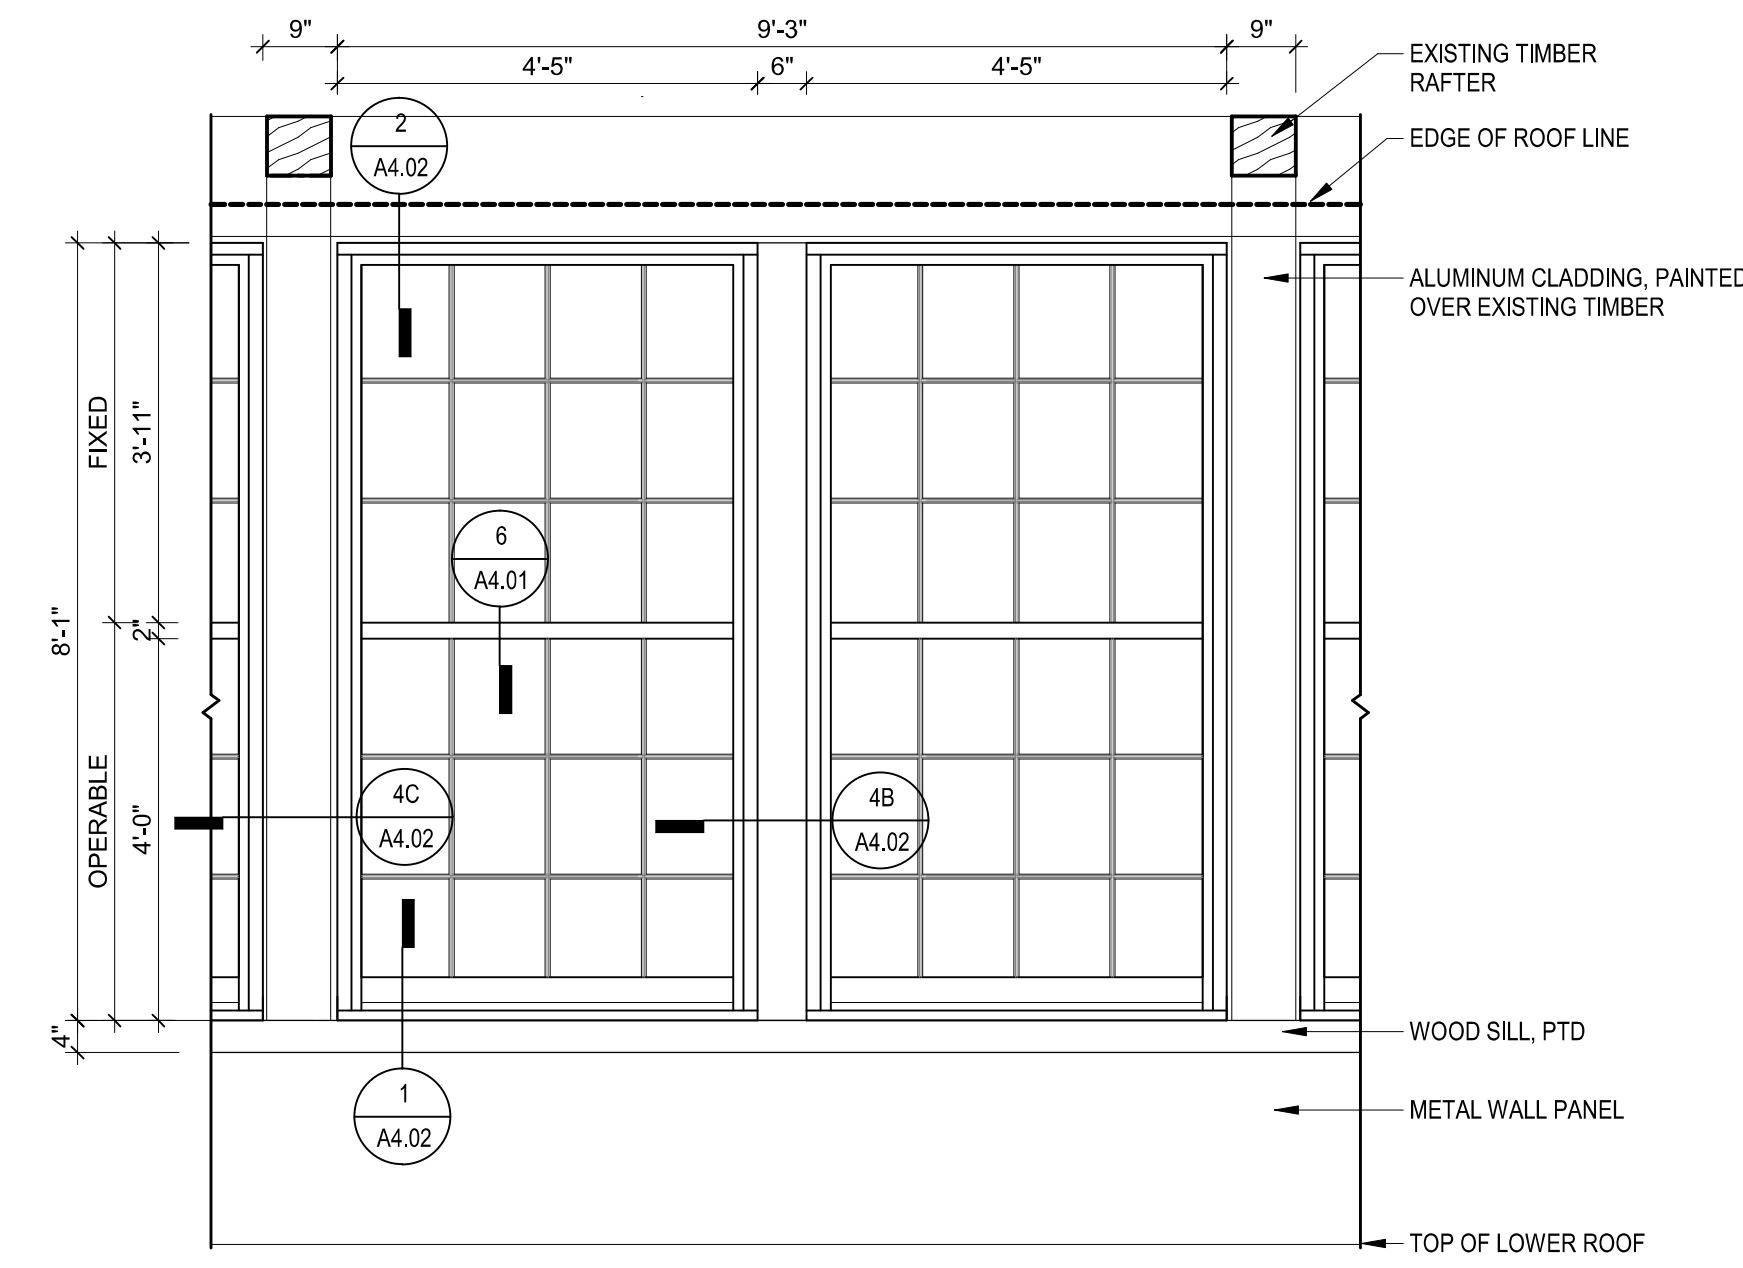 9" 9'-3" 9"
4'-5" 6" 4'-5"
EXISTING TIMBER
RAFTER
2
A4.02
EDGE OF ROOF LINE
ALUMINUM CLADDING, PAINTED
OVER EXISTING TIMBER
FIXED
3'-11"
6
A4.01
8'-1"
2"
OPERABLE
4'-0"
4C
A4.02
4B
A4.02
4"
WOOD SILL, PTD
1
A4.02
METAL WALL PANEL
TOP OF LOWER ROOF